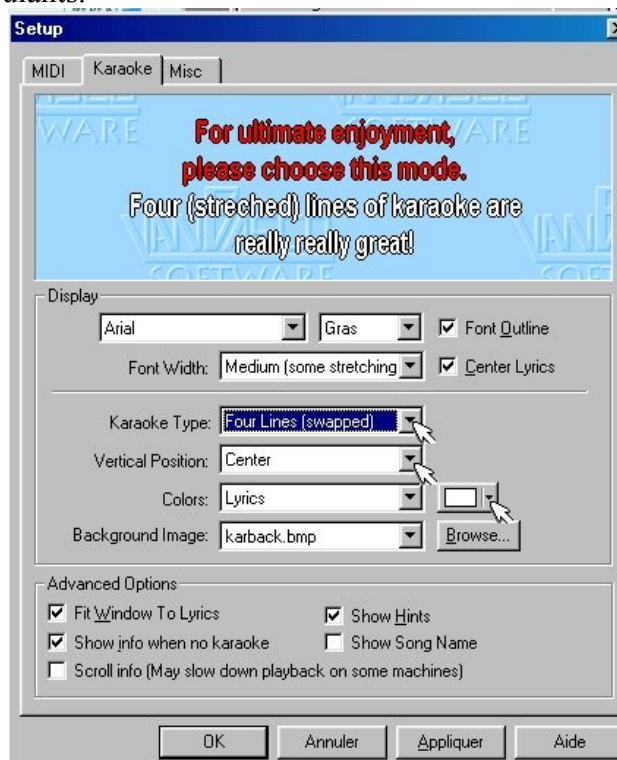 Setup
MIDI
Karaoke
Misc
WARE
For ultimate enjoyment,
please choose this mode.
Four (streched) lines of karaoke are
really really great!
SOFTWARE
Display
Arial
Gras
Font Outline
Font Width:
Medium (some stretching
Center Lyrics
Karaoke Type:
Four Lines (swapped)
Vertical Position:
Center
Colors:
Lyrics
Background Image:
karback.bmp
Browse...
Advanced Options
Fit Window To Lyrics
Show Hints
Show info when no karaoke
Show Song Name
Scroll info (May slow down playback on some machines)
OK
Annuler
Appliquer
Aide